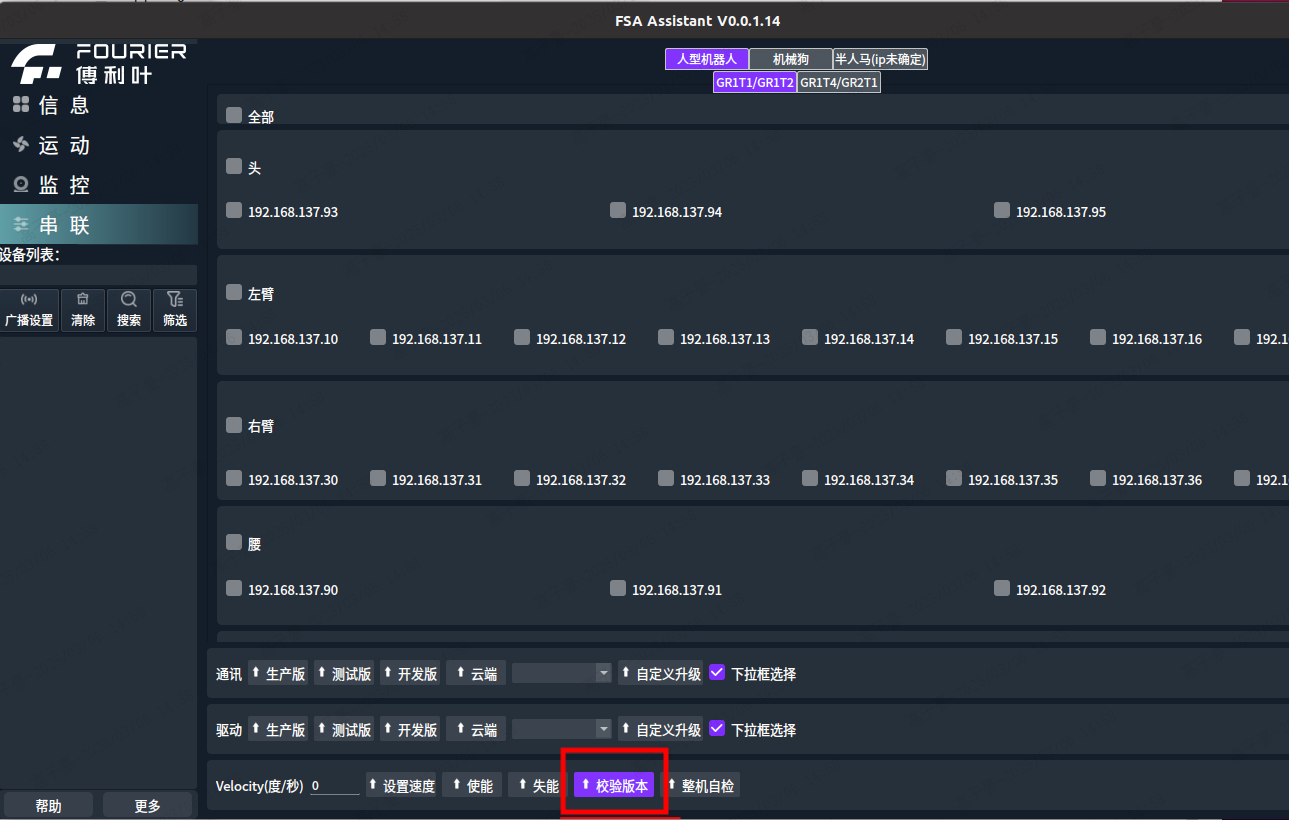 FSA Assistant V0.0.1.14
FOURIER
傅利叶
信 息
运 动
监 控
串 联
设备列表:
广播设置 清除 搜索 筛选
帮助 更多
人型机器人 机械狗 半人马(ip未确定)
GR1T1/GR1T2 GR1T4/GR2T1
全部
头
192.168.137.93 192.168.137.94 192.168.137.95
左臂
192.168.137.10 192.168.137.11 192.168.137.12 192.168.137.13 192.168.137.14 192.168.137.15 192.168.137.16 192.1
右臂
192.168.137.30 192.168.137.31 192.168.137.32 192.168.137.33 192.168.137.34 192.168.137.35 192.168.137.36 192.1
腰
192.168.137.90 192.168.137.91 192.168.137.92
通讯 生产版 测试版 开发版 云端 自定义升级 下拉框选择
驱动 生产版 测试版 开发版 云端 自定义升级 下拉框选择
Velocity(度/秒) 0 设置速度 使能 失能 校验版本 整机自检